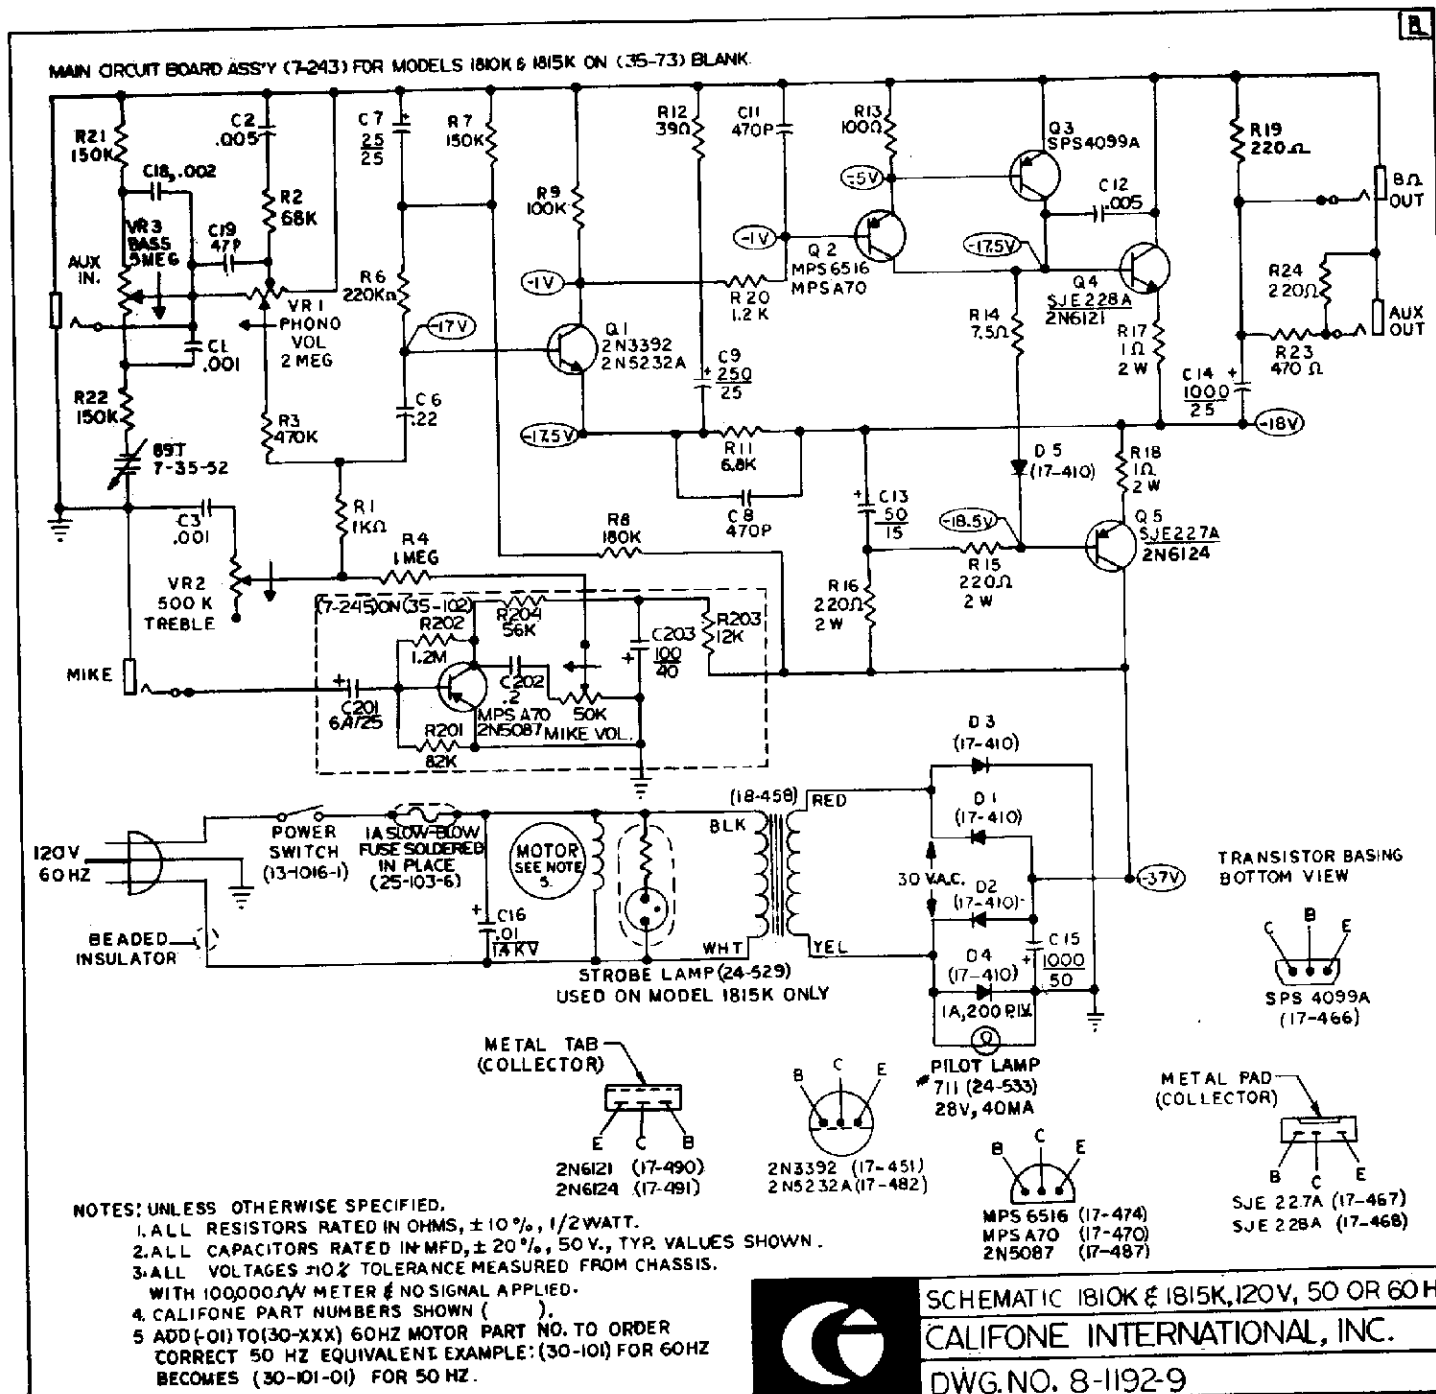 B
MAIN CIRCUIT BOARD ASS'Y (7-243) FOR MODELS 1810K & 1815K ON (35-73) BLANK.
R21
150K
C18, .002
VR3
BASS
5MEG
AUX
IN.
C2
.005
R2
68K
C19
47P
VR1
PHONO
VOL
2 MEG
C1
.001
R22
150K
BST
7-35-52
R3
470K
C7
25
25
R7
150K
R6
220KΩ
-17V
C6
.22
R9
100K
-1V
Q1
2N3392
2N5232A
-17.5V
R12
39Ω
C11
470P
-1V
R20
1.2K
C9
250
25
R11
6.8K
C8
470P
R13
100Ω
-.5V
Q2
MPS6516
MPSA70
Q3
SPS4099A
C12
.005
-17.5V
Q4
SJE228A
2N6121
R14
7.5Ω
R17
1Ω
2W
R19
220Ω
8Ω
OUT
R24
220Ω
AUX
OUT
R23
470Ω
C14
1000
25
-18V
D5
(17-410)
R18
1Ω
2W
C13
50
15
-18.5V
Q5
SJE227A
2N6124
R15
220Ω
2W
R16
220Ω
2W
R8
180K
C3
.001
R1
1KΩ
R4
1MEG
VR2
500K
TREBLE
(7-245)ON(35-102)
R202
1.2M
R204
56K
C203
100
40
R203
12K
MIKE
C201
6.4/25
C202
.2
MPSA70
2N5087
50K
MIKE VOL.
R201
82K
120V
60HZ
POWER
SWITCH
(13-1016-1)
1A SLOW-BLOW
FUSE SOLDERED
IN PLACE
(25-103-6)
MOTOR
SEE NOTE
5.
C16
.01
1.4KV
BEADED
INSULATOR
STROBE LAMP (24-529)
USED ON MODEL 1815K ONLY
(18-458)
BLK
RED
WHT
YEL
D3
(17-410)
D1
(17-410)
30 V.A.C.
D2
(17-410)
D4
(17-410)
1A, 200 P.I.V.
C15
1000
50
-37V
PILOT LAMP
#711 (24-533)
28V, 40MA
TRANSISTOR BASING
BOTTOM VIEW
C B E
SPS 4099A
(17-466)
METAL TAB
(COLLECTOR)
E C B
2N6121 (17-490)
2N6124 (17-491)
B C E
2N3392 (17-451)
2N5232A(17-482)
B C E
MPS 6516 (17-474)
MPS A70 (17-470)
2N5087 (17-487)
METAL PAD
(COLLECTOR)
B C E
SJE 227A (17-467)
SJE 228A (17-468)
NOTES: UNLESS OTHERWISE SPECIFIED.
1. ALL RESISTORS RATED IN OHMS, ±10%, 1/2WATT.
2. ALL CAPACITORS RATED IN MFD, ±20%, 50V., TYP. VALUES SHOWN.
3. ALL VOLTAGES ±10% TOLERANCE MEASURED FROM CHASSIS.
WITH 100,000Ω/V METER & NO SIGNAL APPLIED.
4. CALIFONE PART NUMBERS SHOWN ( ).
5 ADD (-01) TO (30-XXX) 60HZ MOTOR PART NO. TO ORDER
CORRECT 50 HZ EQUIVALENT. EXAMPLE: (30-101) FOR 60HZ
BECOMES (30-101-01) FOR 50 HZ.
SCHEMATIC 1810K & 1815K, 120V, 50 OR 60H
CALIFONE INTERNATIONAL, INC.
DWG. NO. 8-1192-9